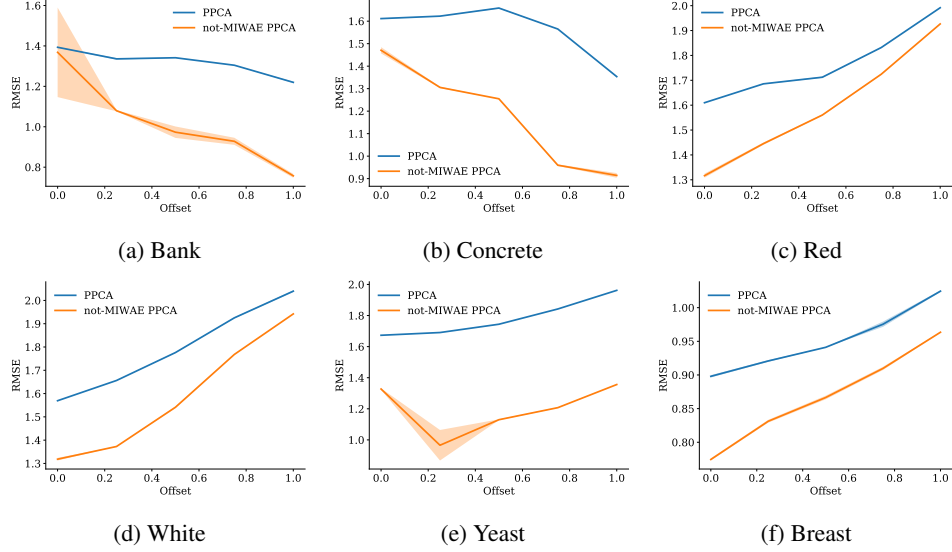 1.6
1.4
1.2
1.0
0.8
RMSE
PPCA
not-MIWAE PPCA
0.0 0.2 0.4 0.6 0.8 1.0
Offset
(a) Bank
1.6
1.5
1.4
1.3
1.2
1.1
1.0
0.9
RMSE
PPCA
not-MIWAE PPCA
0.0 0.2 0.4 0.6 0.8 1.0
Offset
(b) Concrete
2.0
1.9
1.8
1.7
1.6
1.5
1.4
1.3
RMSE
PPCA
not-MIWAE PPCA
0.0 0.2 0.4 0.6 0.8 1.0
Offset
(c) Red
2.0
1.9
1.8
1.7
1.6
1.5
1.4
1.3
RMSE
PPCA
not-MIWAE PPCA
0.0 0.2 0.4 0.6 0.8 1.0
Offset
(d) White
2.0
1.8
1.6
1.4
1.2
1.0
RMSE
PPCA
not-MIWAE PPCA
0.0 0.2 0.4 0.6 0.8 1.0
Offset
(e) Yeast
1.00
0.95
0.90
0.85
0.80
RMSE
PPCA
not-MIWAE PPCA
0.0 0.2 0.4 0.6 0.8 1.0
Offset
(f) Breast